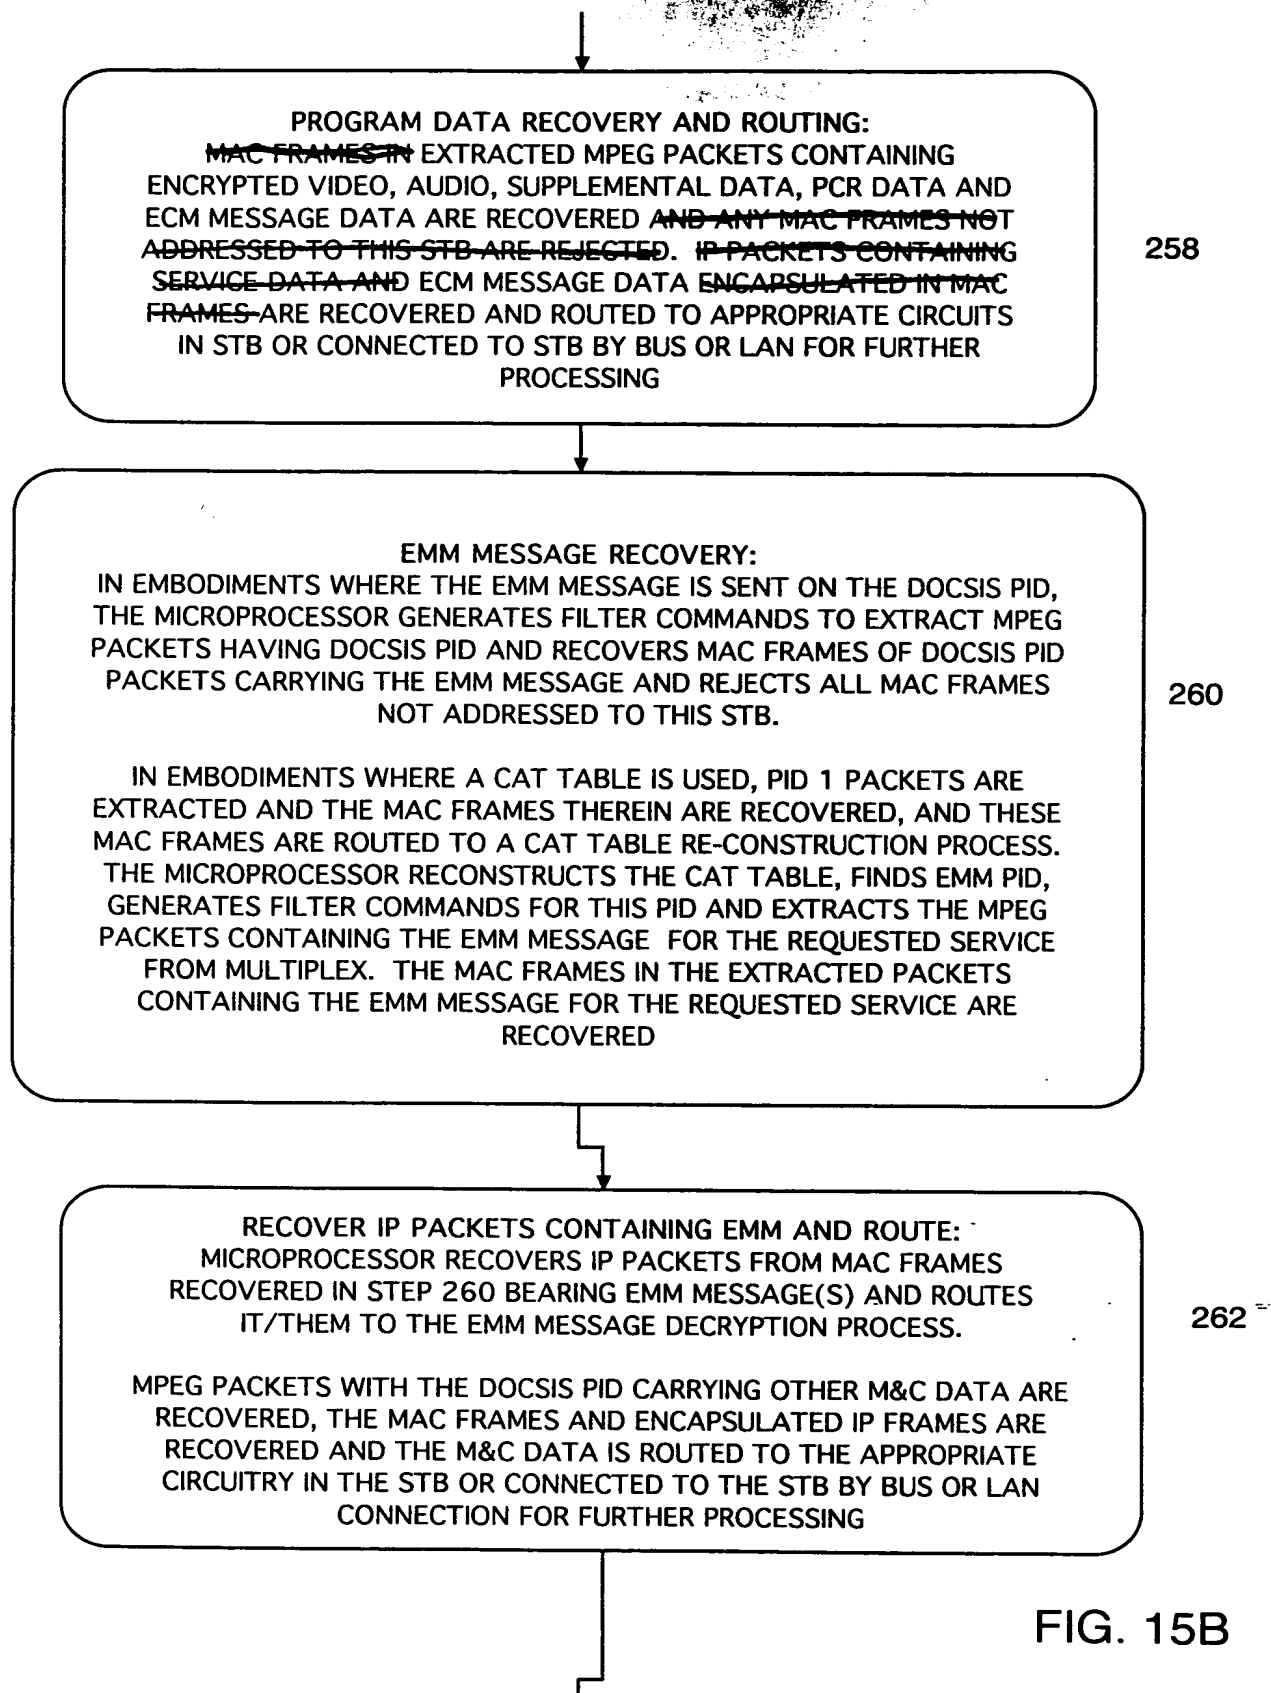 PROGRAM DATA RECOVERY AND ROUTING:
MAC FRAMES IN EXTRACTED MPEG PACKETS CONTAINING
ENCRYPTED VIDEO, AUDIO, SUPPLEMENTAL DATA, PCR DATA AND
ECM MESSAGE DATA ARE RECOVERED AND ANY MAC FRAMES NOT
ADDRESSED TO THIS STB ARE REJECTED. IP PACKETS CONTAINING
SERVICE DATA AND ECM MESSAGE DATA ENCAPSULATED IN MAC
FRAMES ARE RECOVERED AND ROUTED TO APPROPRIATE CIRCUITS
IN STB OR CONNECTED TO STB BY BUS OR LAN FOR FURTHER
PROCESSING
258
EMM MESSAGE RECOVERY:
IN EMBODIMENTS WHERE THE EMM MESSAGE IS SENT ON THE DOCSIS PID,
THE MICROPROCESSOR GENERATES FILTER COMMANDS TO EXTRACT MPEG
PACKETS HAVING DOCSIS PID AND RECOVERS MAC FRAMES OF DOCSIS PID
PACKETS CARRYING THE EMM MESSAGE AND REJECTS ALL MAC FRAMES
NOT ADDRESSED TO THIS STB.
IN EMBODIMENTS WHERE A CAT TABLE IS USED, PID 1 PACKETS ARE
EXTRACTED AND THE MAC FRAMES THEREIN ARE RECOVERED, AND THESE
MAC FRAMES ARE ROUTED TO A CAT TABLE RE-CONSTRUCTION PROCESS.
THE MICROPROCESSOR RECONSTRUCTS THE CAT TABLE, FINDS EMM PID,
GENERATES FILTER COMMANDS FOR THIS PID AND EXTRACTS THE MPEG
PACKETS CONTAINING THE EMM MESSAGE FOR THE REQUESTED SERVICE
FROM MULTIPLEX. THE MAC FRAMES IN THE EXTRACTED PACKETS
CONTAINING THE EMM MESSAGE FOR THE REQUESTED SERVICE ARE
RECOVERED
260
RECOVER IP PACKETS CONTAINING EMM AND ROUTE:
MICROPROCESSOR RECOVERS IP PACKETS FROM MAC FRAMES
RECOVERED IN STEP 260 BEARING EMM MESSAGE(S) AND ROUTES
IT/THEM TO THE EMM MESSAGE DECRYPTION PROCESS.
MPEG PACKETS WITH THE DOCSIS PID CARRYING OTHER M&C DATA ARE
RECOVERED, THE MAC FRAMES AND ENCAPSULATED IP FRAMES ARE
RECOVERED AND THE M&C DATA IS ROUTED TO THE APPROPRIATE
CIRCUITRY IN THE STB OR CONNECTED TO THE STB BY BUS OR LAN
CONNECTION FOR FURTHER PROCESSING
262
FIG. 15B